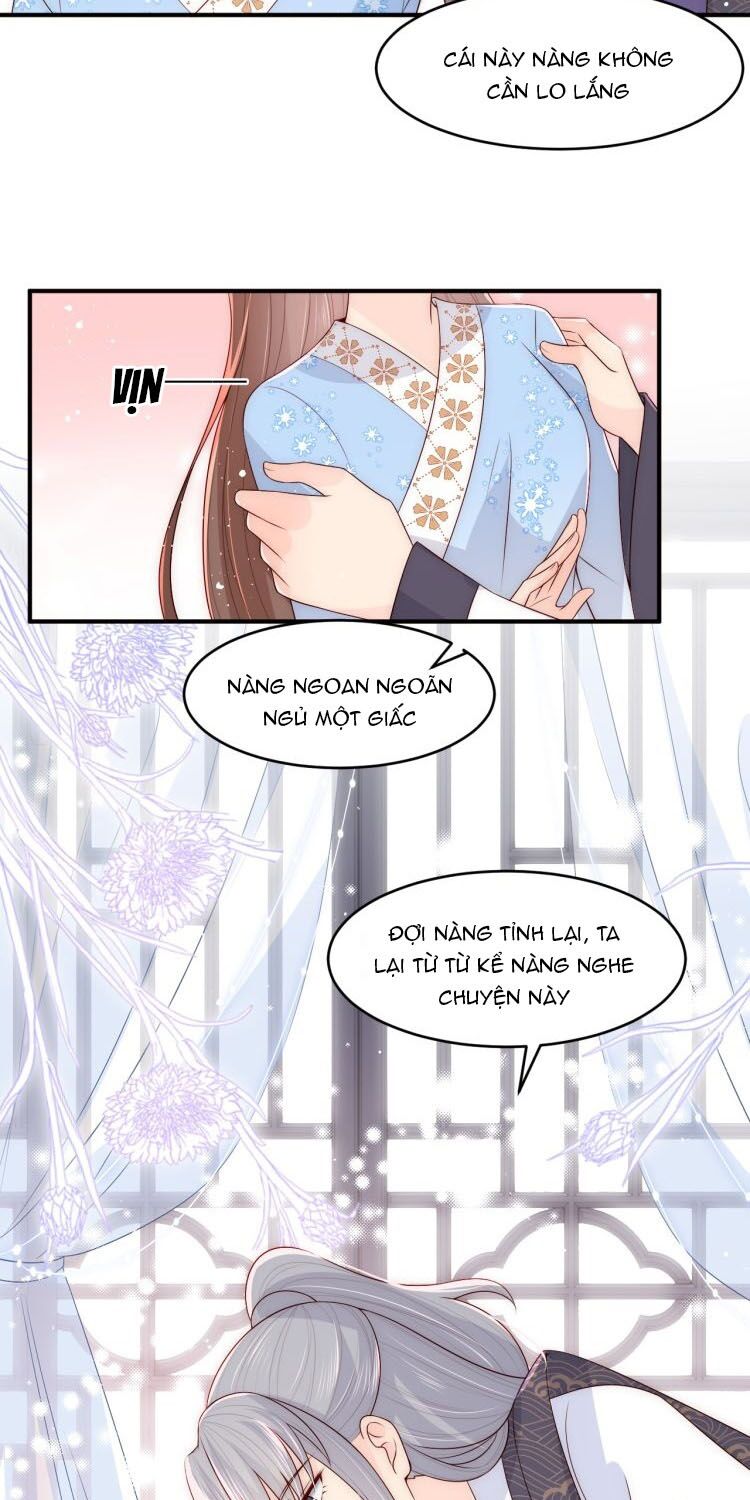 CÁI NÀY NÀNG KHÔNG
CẦN LO LẮNG
VỊN
NÀNG NGOAN NGOÃN
NGỦ MỘT GIẤC
ĐỢI NÀNG TỈNH LẠI, TA
LẠI TỪ TỪ KỂ NÀNG NGHE
CHUYỆN NÀY